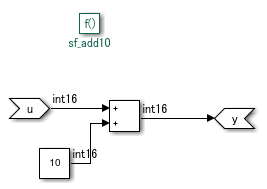 f()
sf_add10
int16
u
+
+
int16
y
10
int16